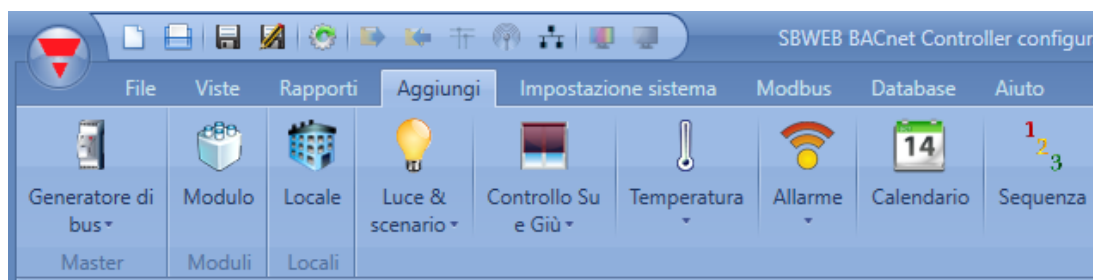 SBWEB BACnet Controller configur
File Viste Rapporti Aggiungi Impostazione sistema Modbus Database Aiuto
14
1 2 3
Generatore di bus
Modulo
Locale
Luce & scenario
Controllo Su e Giù
Temperatura
Allarme
Calendario
Sequenza
Master Moduli Locali